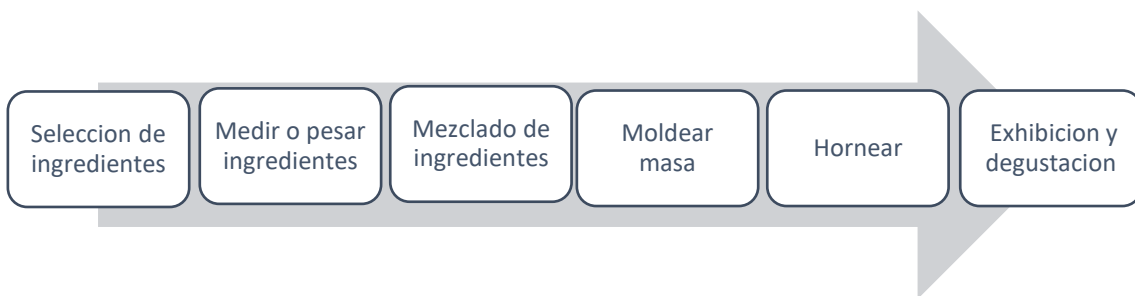 Seleccion de
ingredientes
Medir o pesar
ingredientes
Mezclado de
ingredientes
Moldear
masa
Hornear
Exhibicion y
degustacion